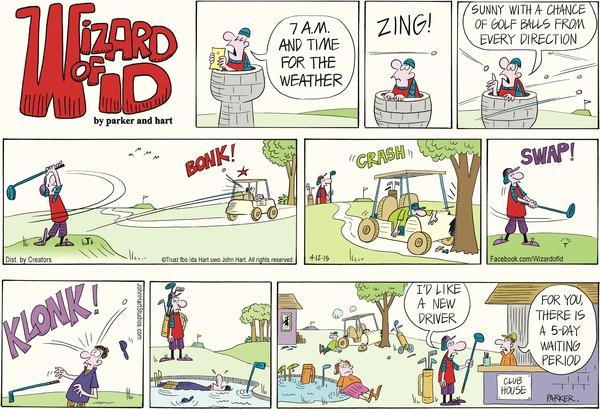 WIZARD
OF
ID
by parker and hart
7 A.M.
AND TIME
FOR THE
WEATHER
ZING!
SUNNY WITH A CHANCE
OF GOLF BALLS FROM
EVERY DIRECTION
BONK!
Dist. by Creators
©Trust fbo Ida Hart uwo John Hart. All rights reserved.
CRASH
4-12-15
SWAP!
Facebook.com/WizardofId
KLONK!
JohnHartStudios.com
I'D LIKE
A NEW
DRIVER
FOR YOU,
THERE IS
A 5-DAY
WAITING
PERIOD
CLUB
HOUSE
PARKER.